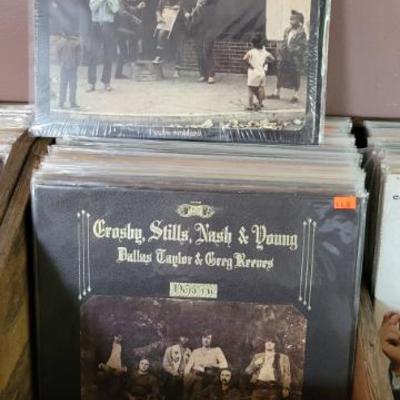 Crosby, Stills, Nash & Young
Dallas Taylor & Greg Reeves
Déjà vu